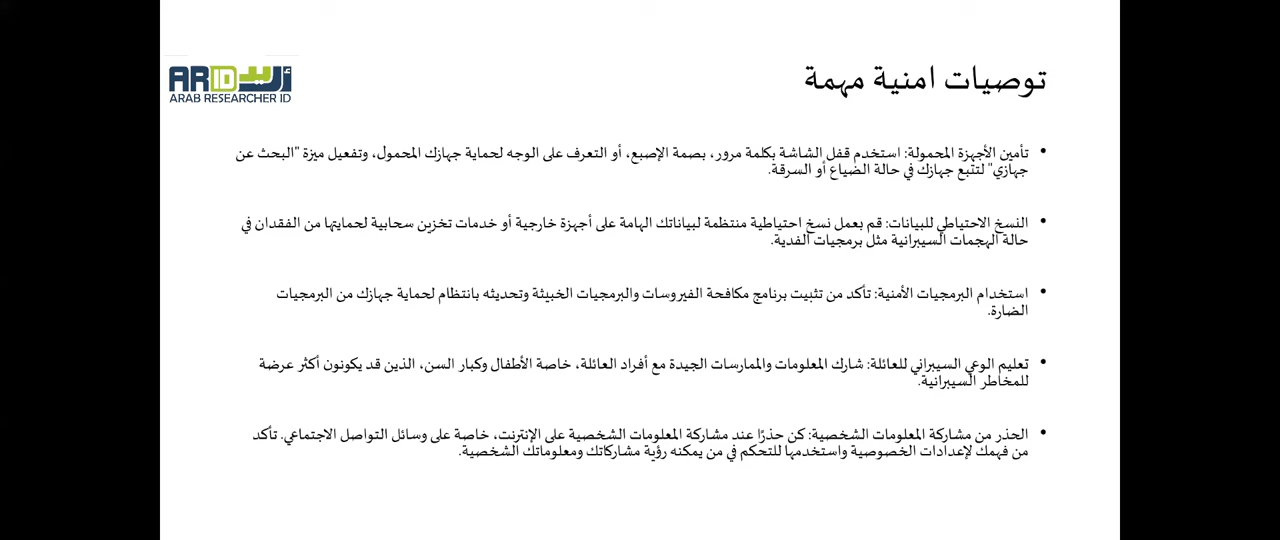 توصيات امنية مهمة
ARID أريد
ARAB RESEARCHER ID
• تأمين الأجهزة المحمولة: استخدم قفل الشاشة بكلمة مرور، بصمة الإصبع، أو التعرف على الوجه لحماية جهازك المحمول، وتفعيل ميزة "البحث عن
جهازي" لتتبع جهازك في حالة الضياع أو السرقة.
• النسخ الاحتياطي للبيانات: قم بعمل نسخ احتياطية منتظمة لبياناتك الهامة على أجهزة خارجية أو خدمات تخزين سحابية لحمايتها من الفقدان في
حالة الهجمات السيبرانية مثل برمجيات الفدية.
• استخدام البرمجيات الأمنية: تأكد من تثبيت برنامج مكافحة الفيروسات والبرمجيات الخبيثة وتحديثه بانتظام لحماية جهازك من البرمجيات
الضارة.
• تعليم الوعي السيبراني للعائلة: شارك المعلومات والممارسات الجيدة مع أفراد العائلة، خاصة الأطفال وكبار السن، الذين قد يكونون أكثر عرضة
للمخاطر السيبرانية.
• الحذر من مشاركة المعلومات الشخصية: كن حذرًا عند مشاركة المعلومات الشخصية على الإنترنت، خاصة على وسائل التواصل الاجتماعي. تأكد
من فهمك لإعدادات الخصوصية واستخدمها للتحكم في من يمكنه رؤية مشاركاتك ومعلوماتك الشخصية.